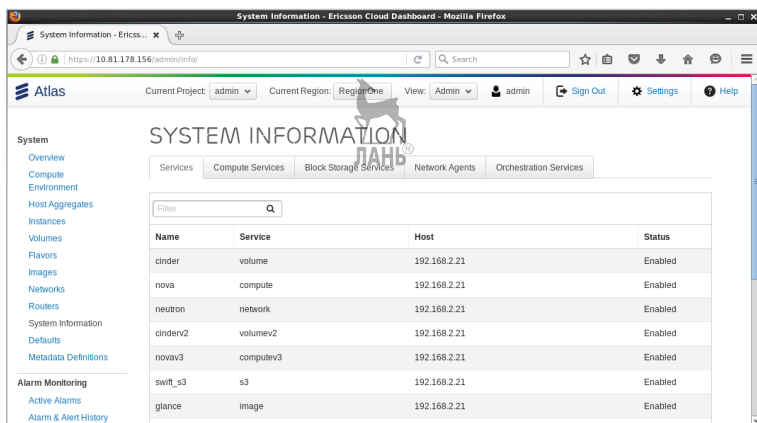 System Information - Ericsson Cloud Dashboard - Mozilla Firefox
System Information - Ericss...
https://10.81.178.156/admin/info/
Search
Atlas
Current Project: admin
Current Region: RegionOne
View: Admin
admin
Sign Out
Settings
Help
System
Overview
Compute
Environment
Host Aggregates
Instances
Volumes
Flavors
Images
Networks
Routers
System Information
Defaults
Metadata Definitions
Alarm Monitoring
Active Alarms
Alarm & Alert History
SYSTEM INFORMATION
ЛАНЬ®
Services Compute Services Block Storage Services Network Agents Orchestration Services
Filter
Name Service Host Status
cinder volume 192.168.2.21 Enabled
nova compute 192.168.2.21 Enabled
neutron network 192.168.2.21 Enabled
cinderv2 volumev2 192.168.2.21 Enabled
novav3 computev3 192.168.2.21 Enabled
swift_s3 s3 192.168.2.21 Enabled
glance image 192.168.2.21 Enabled